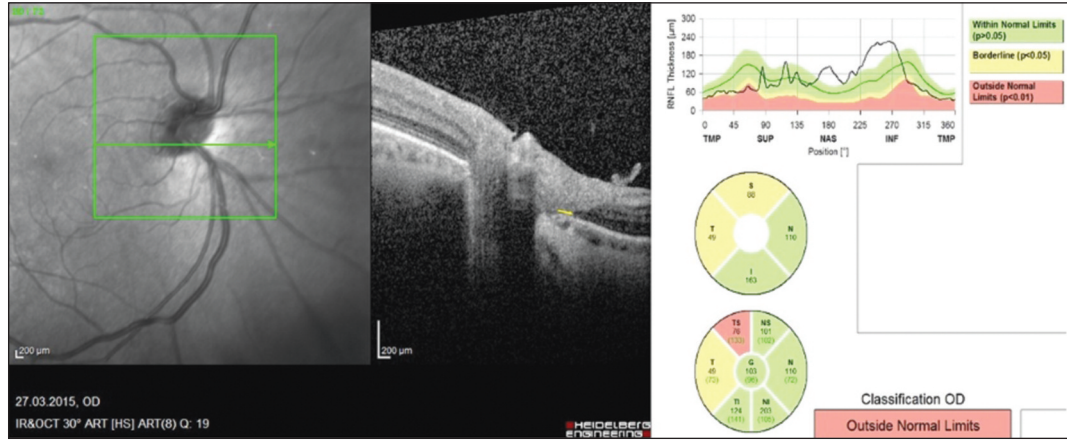 200 µm
200 µm
27.03.2015, OD
IR&OCT 30° ART [HS] ART(8) Q: 19
HEIDELBERG
ENGINEERING
RNFL Thickness [µm]
300
240
180
120
60
0
0 45 90 135 180 225 270 315 360
TMP SUP NAS INF TMP
Position [°]
Within Normal Limits
(p>0.05)
Borderline (p<0.05)
Outside Normal
Limits (p<0.01)
S
T
49
N
110
I
163
TS
78
NS
101
(102)
T
49
(72)
G
103
(96)
N
110
(72)
TI
174
(141)
NI
203
Classification OD
Outside Normal Limits